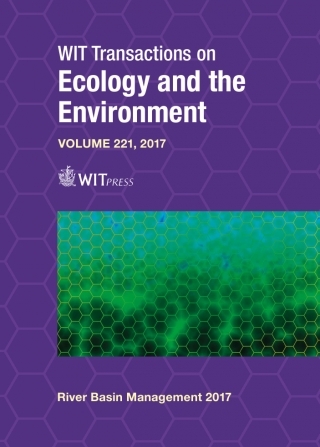 WIT Transactions on
Ecology and the
Environment
VOLUME 221, 2017
WITPRESS
River Basin Management 2017